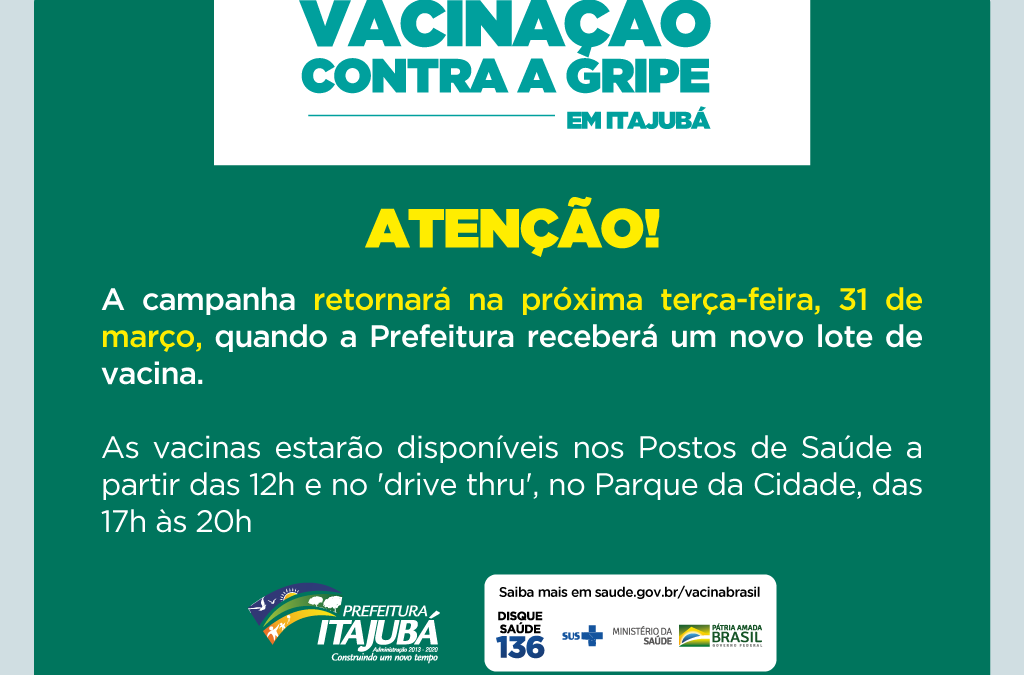 VACINAÇÃO
CONTRA A GRIPE
EM ITAJUBÁ
ATENÇÃO!
A campanha retornará na próxima terça-feira, 31 de
março, quando a Prefeitura receberá um novo lote de
vacina.
As vacinas estarão disponíveis nos Postos de Saúde a
partir das 12h e no 'drive thru', no Parque da Cidade, das
17h às 20h
PREFEITURA
ITAJUBÁ
Administração 2013 - 2020
Construindo um novo tempo
Saiba mais em saude.gov.br/vacinabrasil
DISQUE
SAÚDE
136
SUS
MINISTÉRIO DA
SAÚDE
PÁTRIA AMADA
BRASIL
GOVERNO FEDERAL